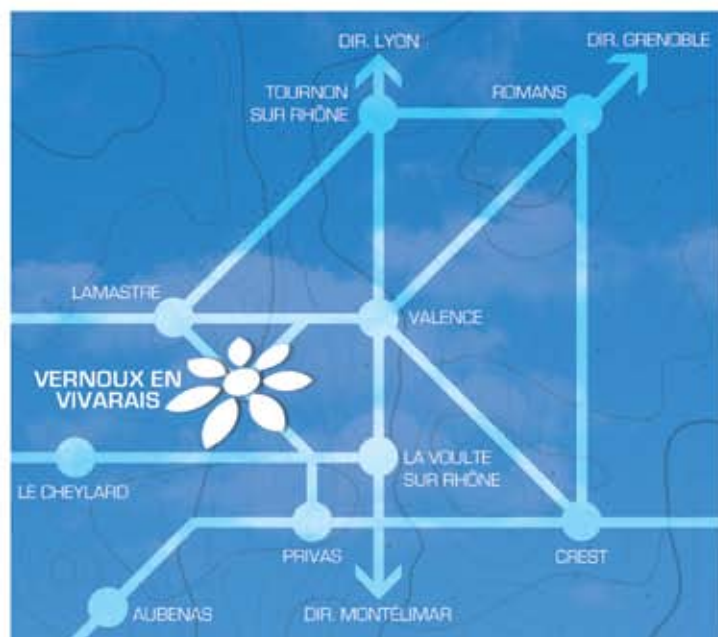 DIR. LYON
DIR. GRENOBLE
TOURNON
SUR RHÔNE
ROMANS
LAMASTRE
VALENCE
VERNOUX EN
VIVARAIS
LA VOULTE
SUR RHÔNE
LE CHEYLARD
PRIVAS
CREST
AUBENAS
DIR. MONTÉLIMAR